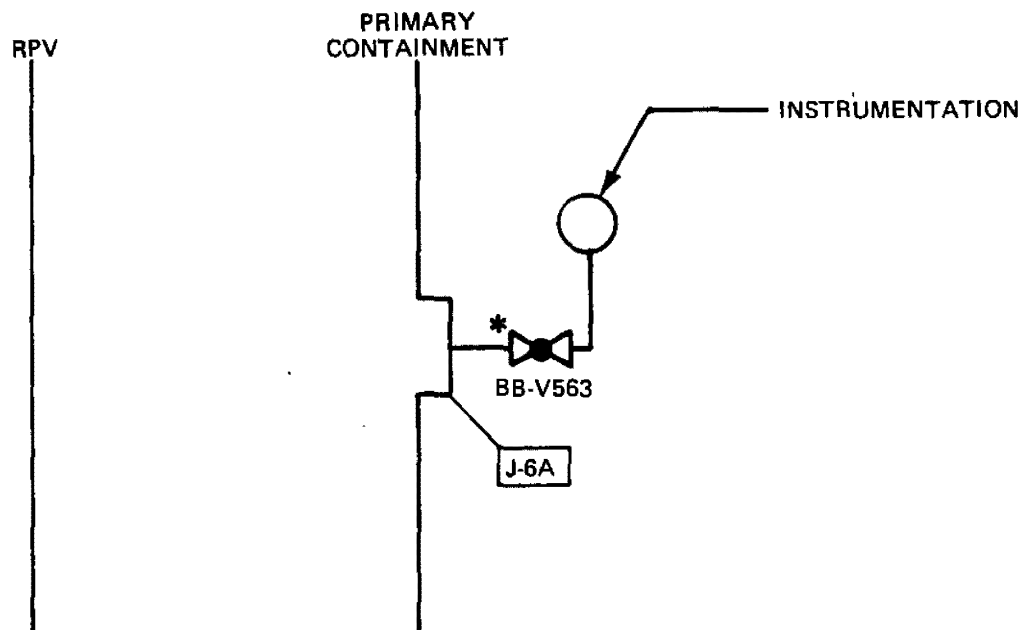 RPV
PRIMARY
CONTAINMENT
INSTRUMENTATION
*
BB-V563
J-6A